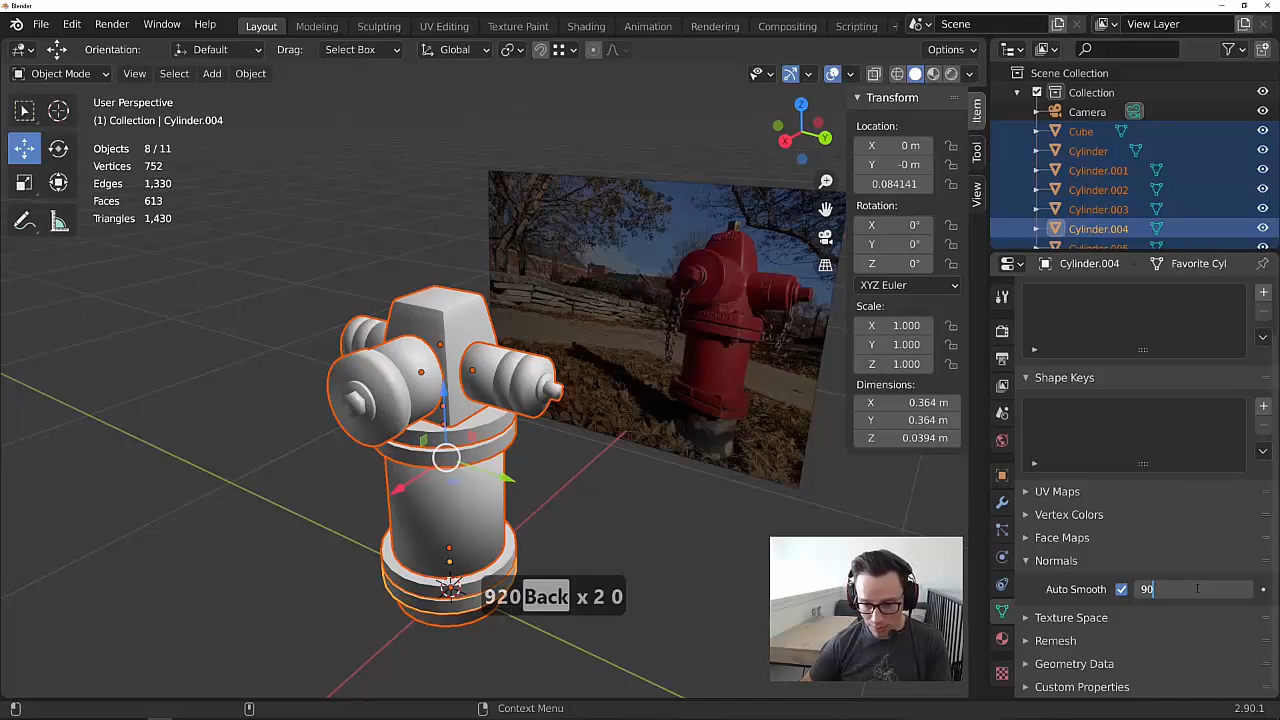 Blender
File Edit Render Window Help Layout Modeling Sculpting UV Editing Texture Paint Shading Animation Rendering Compositing Scripting Scene View Layer
Orientation: Default Drag: Select Box Global Options
Object Mode View Select Add Object
User Perspective
(1) Collection | Cylinder.004
Objects 8 / 11
Vertices 752
Edges 1,330
Faces 613
Triangles 1,430
Z
Y
X
Transform
Location:
X 0 m
Y -0 m
0.084141
Rotation:
X 0°
Y 0°
Z 0°
XYZ Euler
Scale:
X 1.000
Y 1.000
Z 1.000
Dimensions:
X 0.364 m
Y 0.364 m
Z 0.0394 m
Item
Tool
View
Scene Collection
Collection
Camera
Cube
Cylinder
Cylinder.001
Cylinder.002
Cylinder.003
Cylinder.004
Cylinder.005
Cylinder.004 Favorite Cyl
Shape Keys
UV Maps
Vertex Colors
Face Maps
Normals
Auto Smooth 90
Texture Space
Remesh
Geometry Data
Custom Properties
920 Back x 2 0
Context Menu
2.90.1